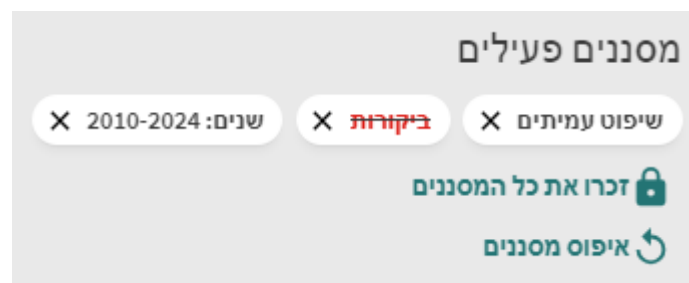 מסננים פעילים
שיפוט עמיתים ✕ ביקורות ✕ שנים: 2010-2024 ✕
זכרו את כל המסננים
איפוס מסננים